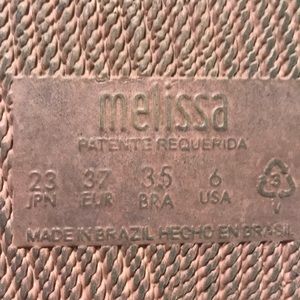 melissa
PATENTE REQUERIDA
23 37 35 6
JPN EUR BRA USA
3
V
MADE IN BRAZIL HECHO EN BRASIL